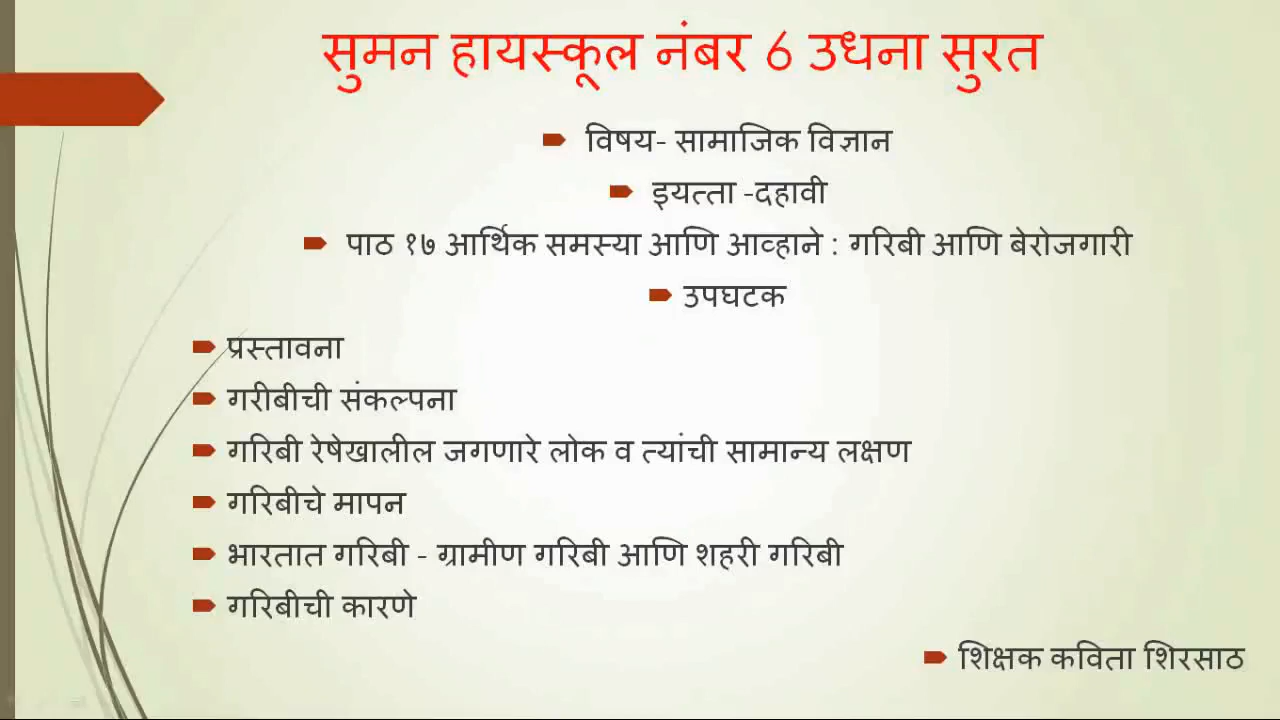 सुमन हायस्कूल नंबर 6 उधना सुरत
विषय- सामाजिक विज्ञान
इयत्ता -दहावी
पाठ १७ आर्थिक समस्या आणि आव्हाने : गरिबी आणि बेरोजगारी
उपघटक
प्रस्तावना
गरीबीची संकल्पना
गरिबी रेषेखालील जगणारे लोक व त्यांची सामान्य लक्षण
गरिबीचे मापन
भारतात गरिबी - ग्रामीण गरिबी आणि शहरी गरिबी
गरिबीची कारणे
शिक्षक कविता शिरसाठ